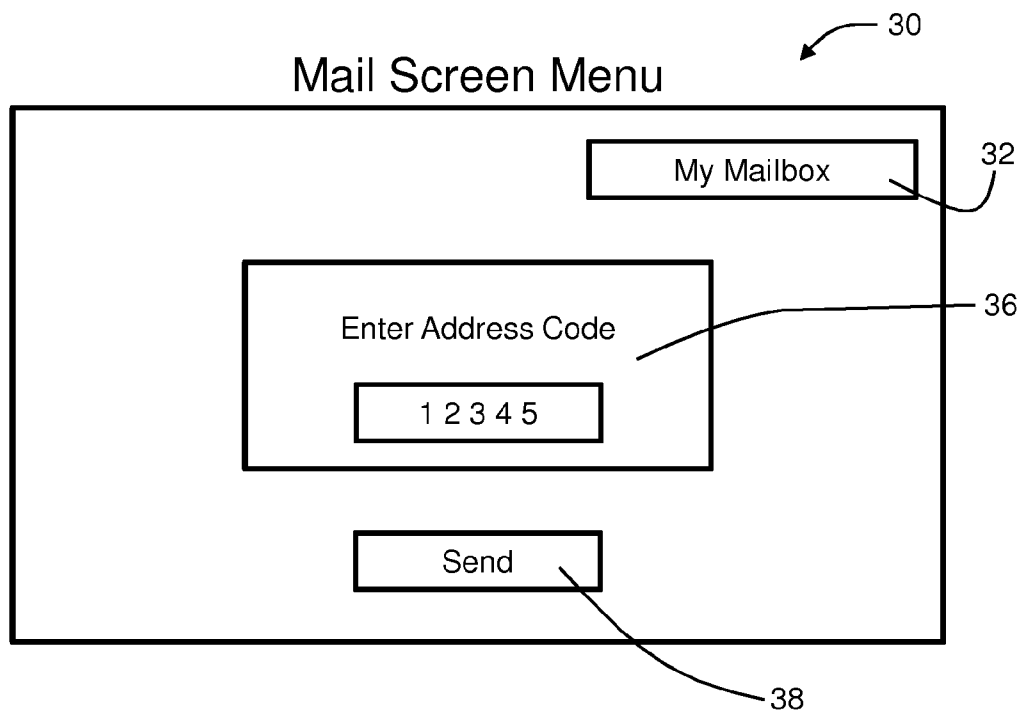 30
Mail Screen Menu
My Mailbox
32
Enter Address Code
36
1 2 3 4 5
Send
38